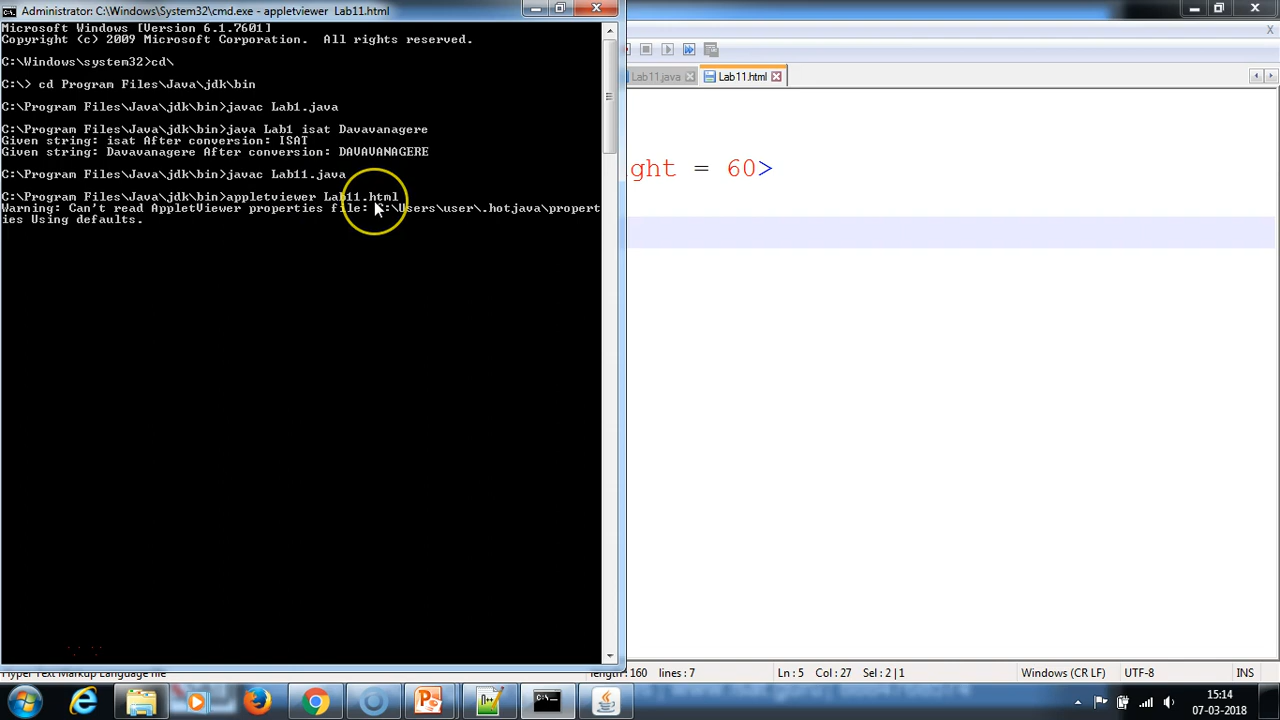 Administrator: C:\Windows\System32\cmd.exe - appletviewer Lab11.html
Microsoft Windows [Version 6.1.7601]
Copyright (c) 2009 Microsoft Corporation. All rights reserved.
C:\Windows\system32>cd\
C:\> cd Program Files\Java\jdk\bin
C:\Program Files\Java\jdk\bin>javac Lab1.java
C:\Program Files\Java\jdk\bin>java Lab1 isat Davavanagere
Given string: isat After conversion: ISAT
Given string: Davavanagere After conversion: DAVAVANAGERE
C:\Program Files\Java\jdk\bin>javac Lab11.java
C:\Program Files\Java\jdk\bin>appletviewer Lab11.html
Warning: Can't read AppletViewer properties file: C:\Users\user\.hotjava\propert
ies Using defaults.
Lab11.java Lab11.html
ght = 60>
Hyper Text Markup Language file length:160 lines:7 Ln:5 Col:27 Sel:2|1 Windows (CR LF) UTF-8 INS
15:14
07-03-2018